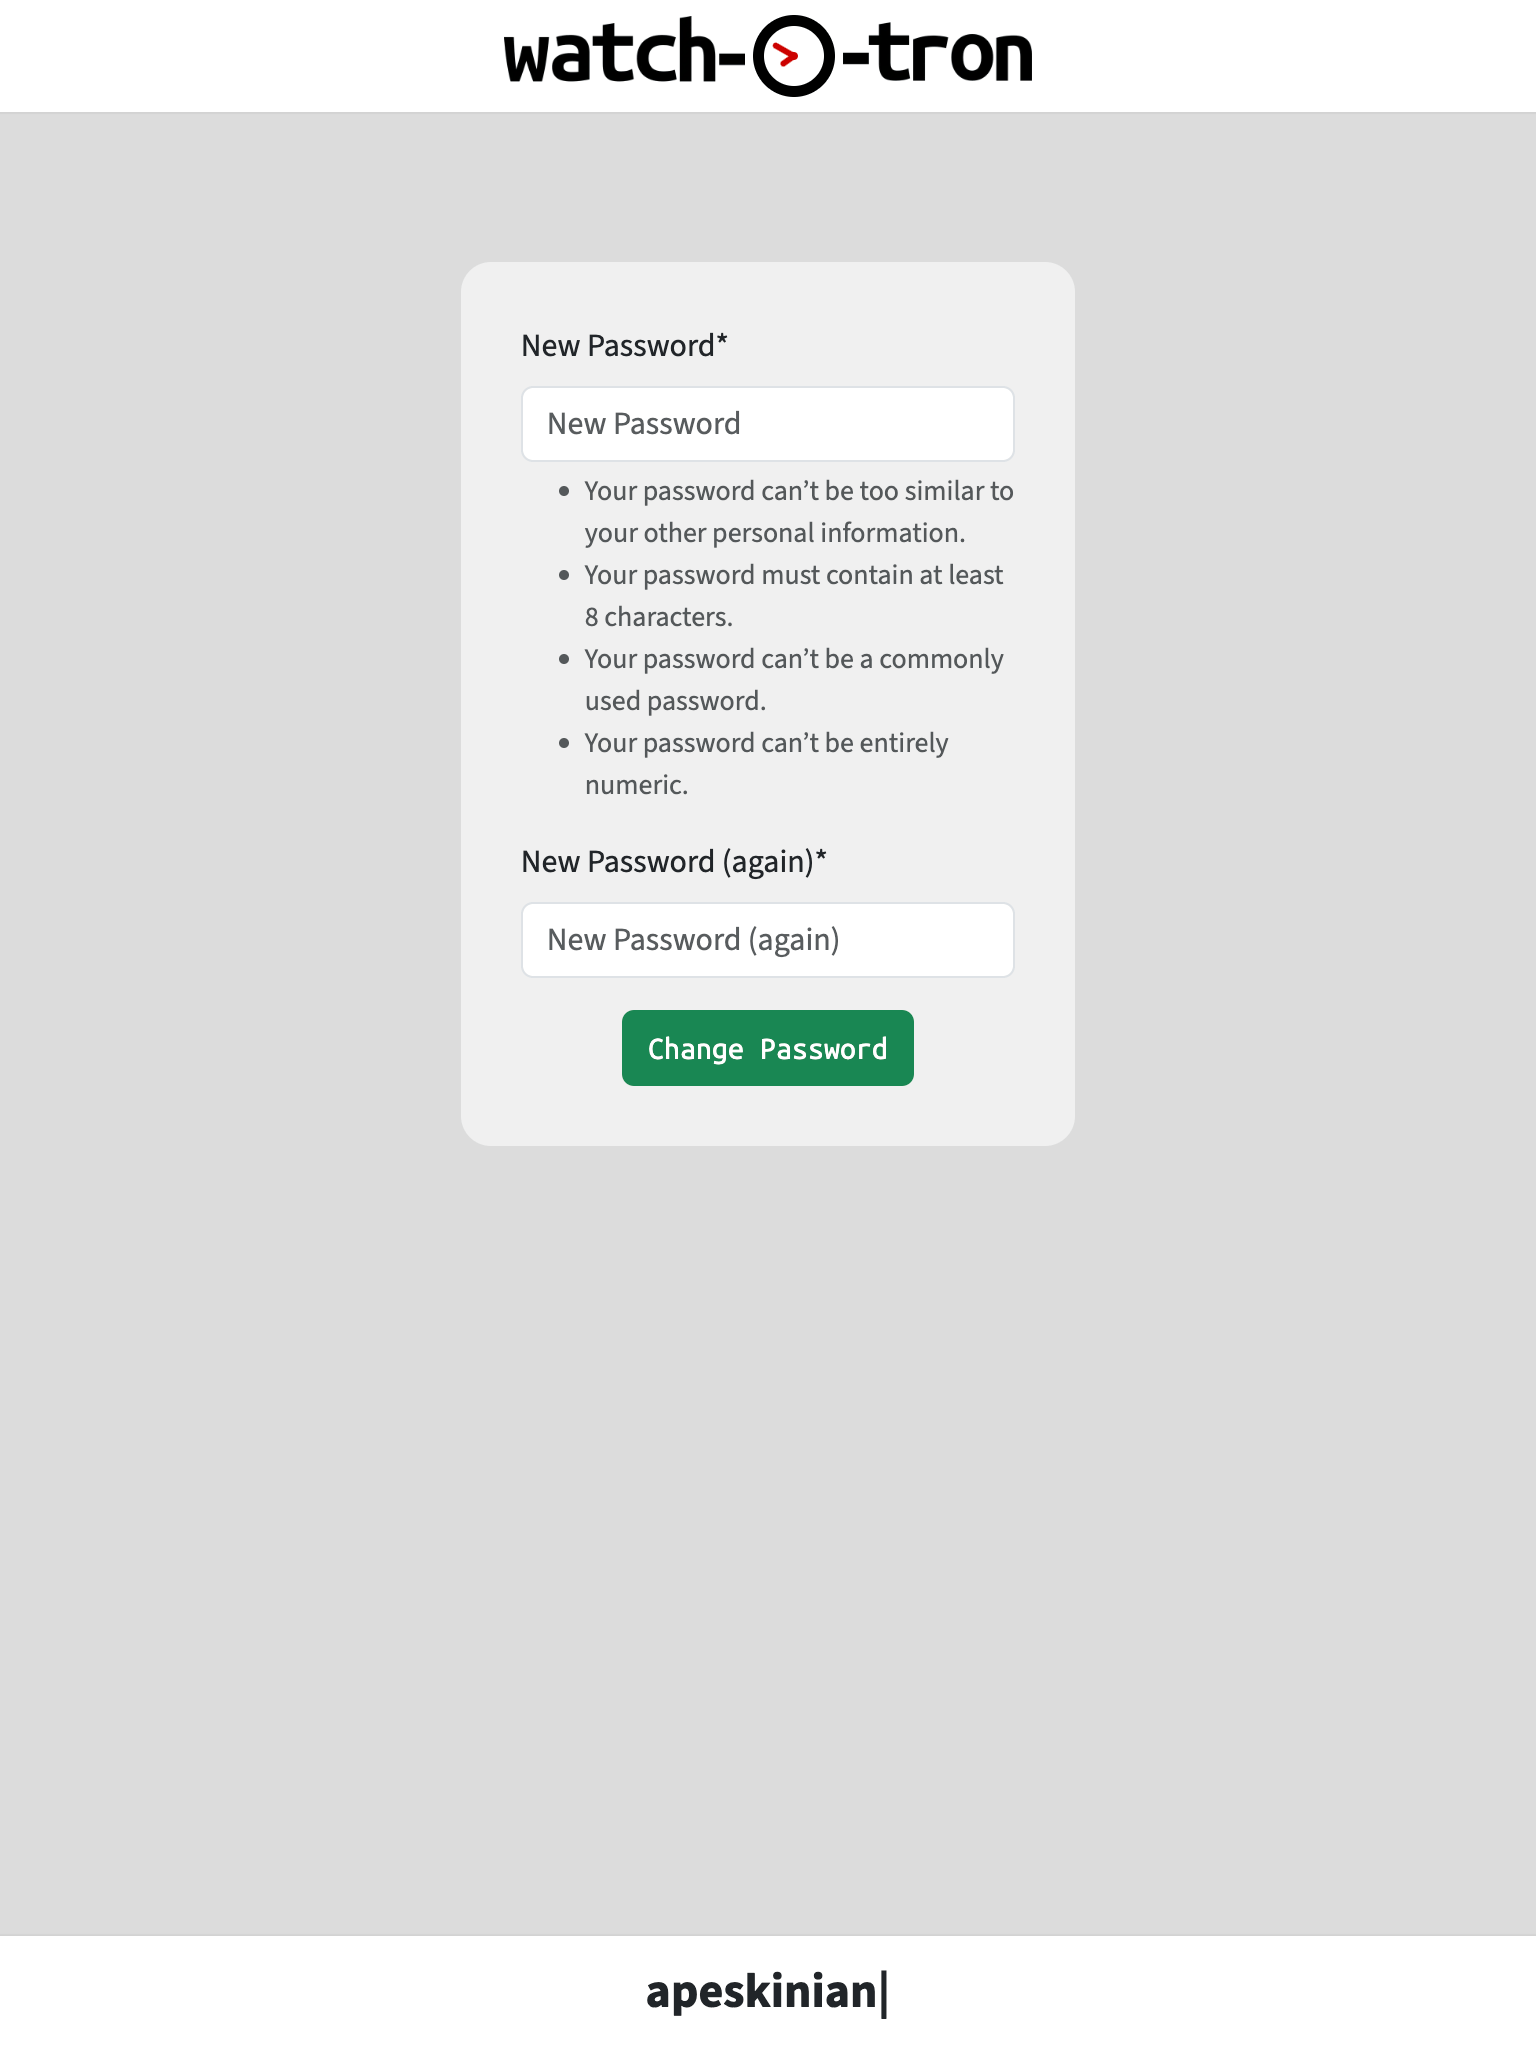 watch-O-tron
New Password*
New Password
Your password can’t be too similar to
your other personal information.
Your password must contain at least
8 characters.
Your password can’t be a commonly
used password.
Your password can’t be entirely
numeric.
New Password (again)*
New Password (again)
Change Password
apeskinian|